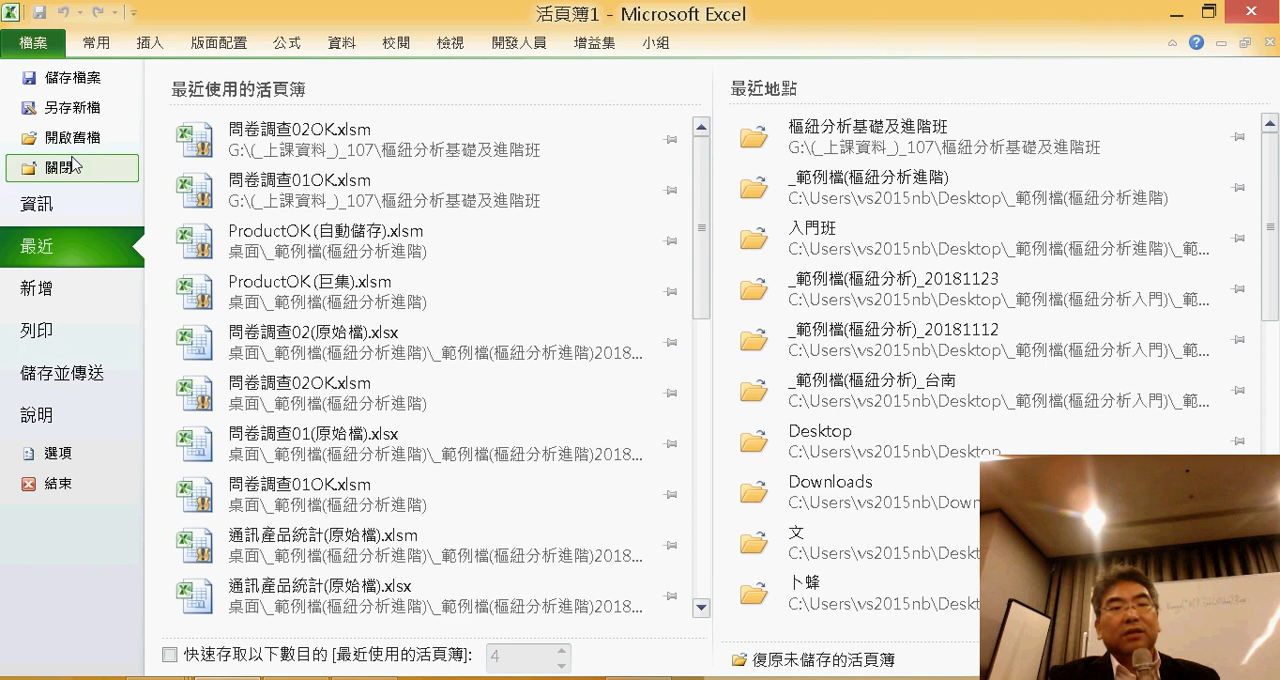 活頁簿1 - Microsoft Excel
檔案 常用 插入 版面配置 公式 資料 校閱 檢視 開發人員 增益集 小組
儲存檔案
另存新檔
開啟舊檔
關閉
資訊
最近
新增
列印
儲存並傳送
說明
選項
結束
最近使用的活頁簿
問卷調查02OK.xlsm
G:\(_上課資料_)_107\樞紐分析基礎及進階班
問卷調查01OK.xlsm
G:\(_上課資料_)_107\樞紐分析基礎及進階班
ProductOK (自動儲存).xlsm
桌面\_範例檔(樞紐分析進階)
ProductOK (巨集).xlsm
桌面\_範例檔(樞紐分析進階)
問卷調查02(原始檔).xlsx
桌面\_範例檔(樞紐分析進階)\_範例檔(樞紐分析進階)2018...
問卷調查02OK.xlsm
桌面\_範例檔(樞紐分析進階)
問卷調查01(原始檔).xlsx
桌面\_範例檔(樞紐分析進階)\_範例檔(樞紐分析進階)2018...
問卷調查01OK.xlsm
桌面\_範例檔(樞紐分析進階)
通訊產品統計(原始檔).xlsm
桌面\_範例檔(樞紐分析進階)\_範例檔(樞紐分析進階)2018...
通訊產品統計(原始檔).xlsx
桌面\_範例檔(樞紐分析進階)\_範例檔(樞紐分析進階)2018...
快速存取以下數目的 [最近使用的活頁簿]: 4
最近地點
樞紐分析基礎及進階班
G:\(_上課資料_)_107\樞紐分析基礎及進階班
_範例檔(樞紐分析進階)
C:\Users\vs2015nb\Desktop\_範例檔(樞紐分析進階)
入門班
C:\Users\vs2015nb\Desktop\_範例檔(樞紐分析進階)\_範...
_範例檔(樞紐分析)_20181123
C:\Users\vs2015nb\Desktop\_範例檔(樞紐分析入門)\_範...
_範例檔(樞紐分析)_20181112
C:\Users\vs2015nb\Desktop\_範例檔(樞紐分析入門)\_範...
_範例檔(樞紐分析)_台南
C:\Users\vs2015nb\Desktop\_範例檔(樞紐分析入門)\_範...
Desktop
C:\Users\vs2015nb\Desktop
Downloads
C:\Users\vs2015nb\Down
文
C:\Users\vs2015nb\Deskt
卜蜂
C:\Users\vs2015nb\Deskt
復原未儲存的活頁簿